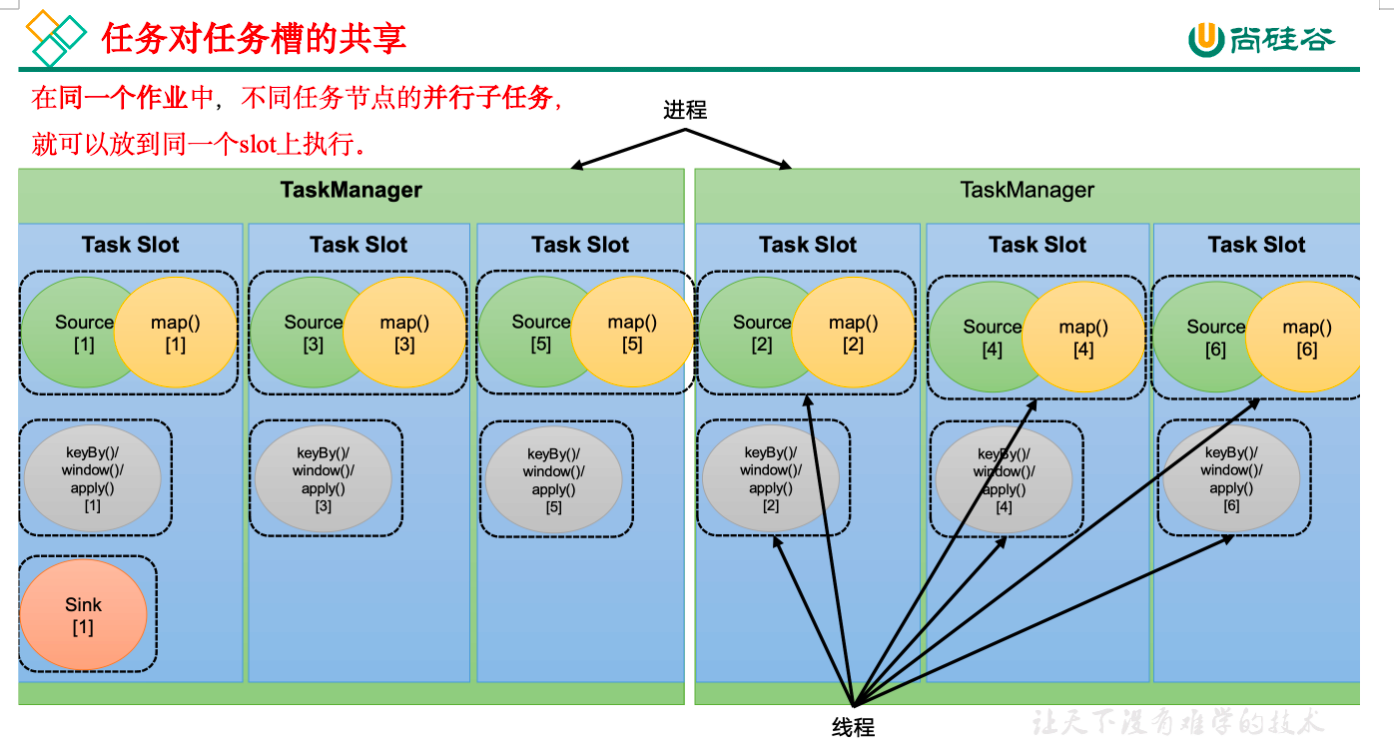 任务对任务槽的共享
尚硅谷
在同一个作业中，不同任务节点的并行子任务，
就可以放到同一个slot上执行。
进程
TaskManager
TaskManager
Task Slot
Task Slot
Task Slot
Task Slot
Task Slot
Task Slot
Source
[1]
map()
[1]
Source
[3]
map()
[3]
Source
[5]
map()
[5]
Source
[2]
map()
[2]
Source
[4]
map()
[4]
Source
[6]
map()
[6]
keyBy()/
window()/
apply()
[1]
keyBy()/
window()/
apply()
[3]
keyBy()/
window()/
apply()
[5]
keyBy()/
window()/
apply()
[2]
keyBy()/
window()/
apply()
[4]
keyBy()/
window()/
apply()
[6]
Sink
[1]
线程
让天下没有难学的技术